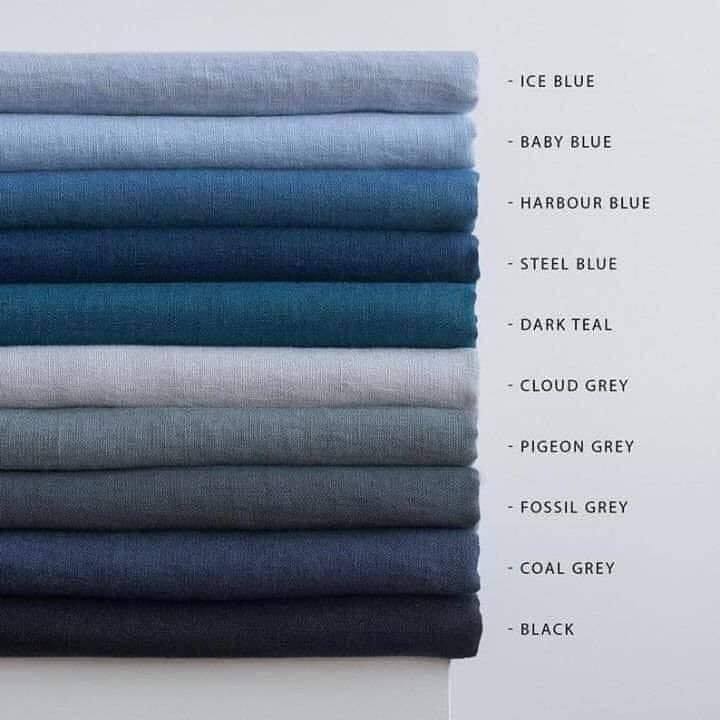 - ICE BLUE
- BABY BLUE
- HARBOUR BLUE
- STEEL BLUE
- DARK TEAL
- CLOUD GREY
- PIGEON GREY
- FOSSIL GREY
- COAL GREY
- BLACK